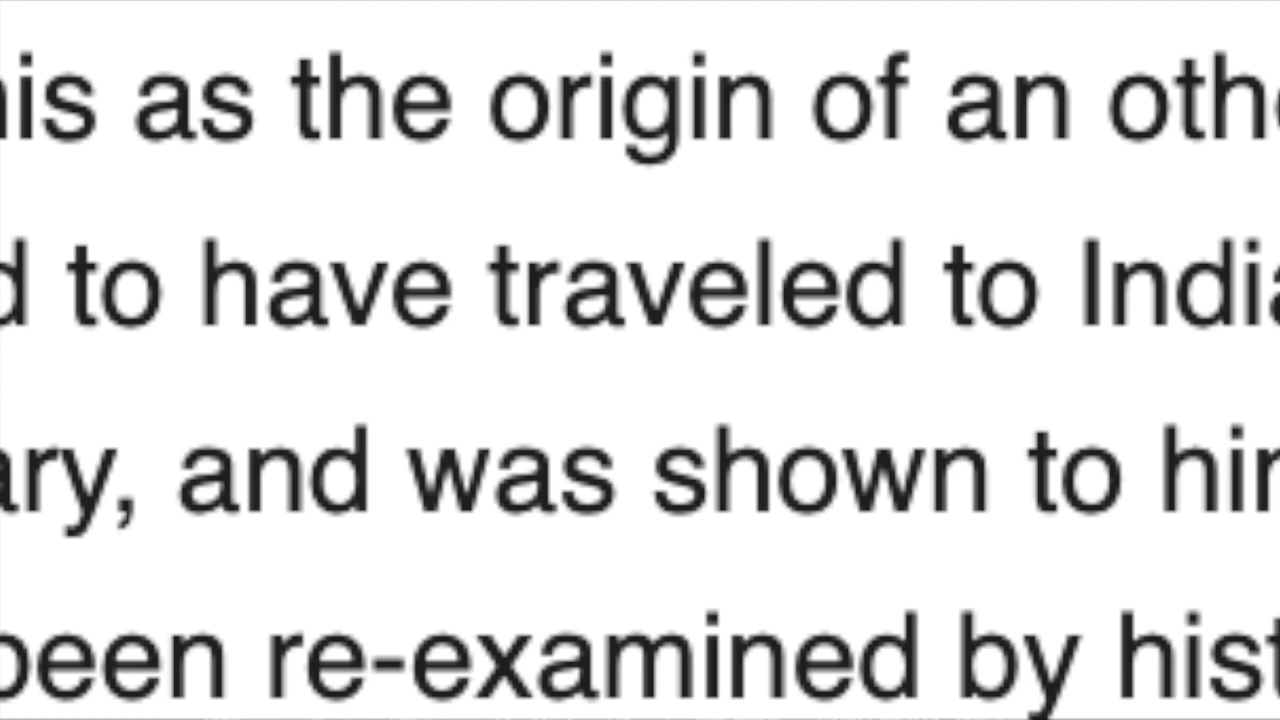 his as the origin of an othe
d to have traveled to India
ary, and was shown to hir
been re-examined by hist